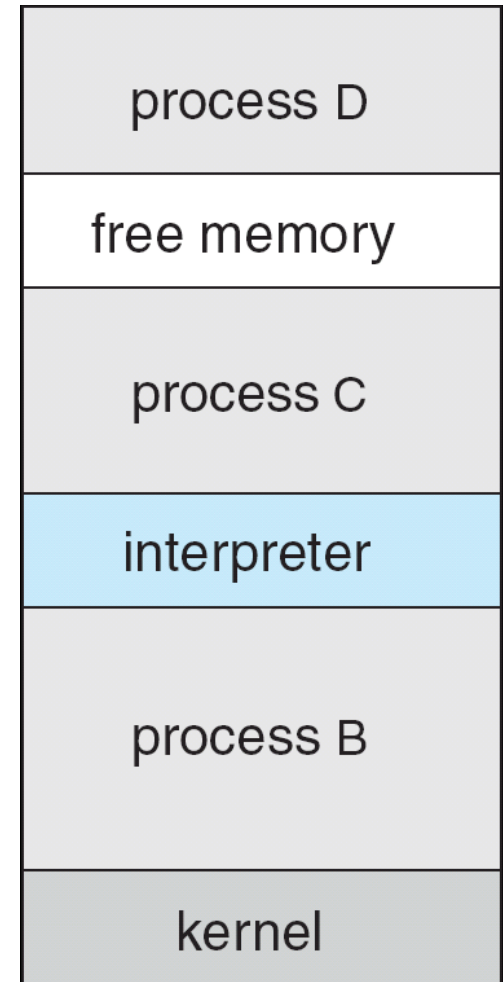 process D
free memory
process C
interpreter
process B
kernel